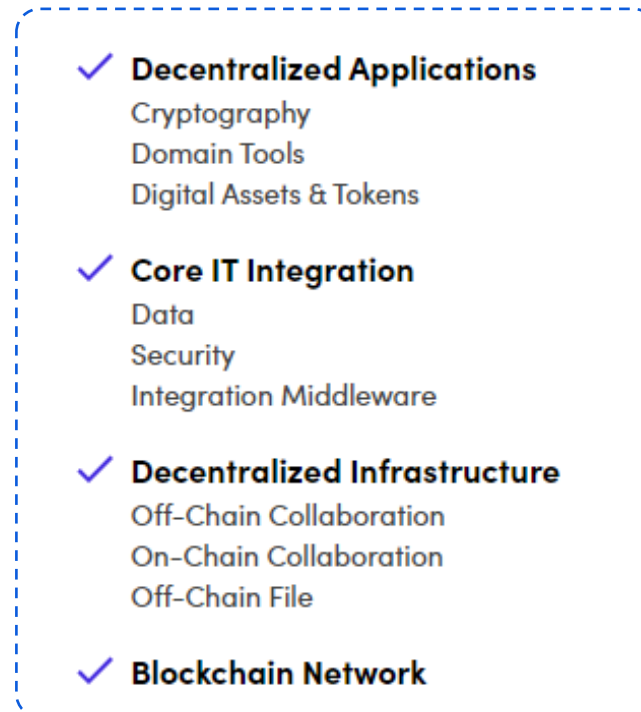 Decentralized Applications
Cryptography
Domain Tools
Digital Assets & Tokens
Core IT Integration
Data
Security
Integration Middleware
Decentralized Infrastructure
Off-Chain Collaboration
On-Chain Collaboration
Off-Chain File
Blockchain Network